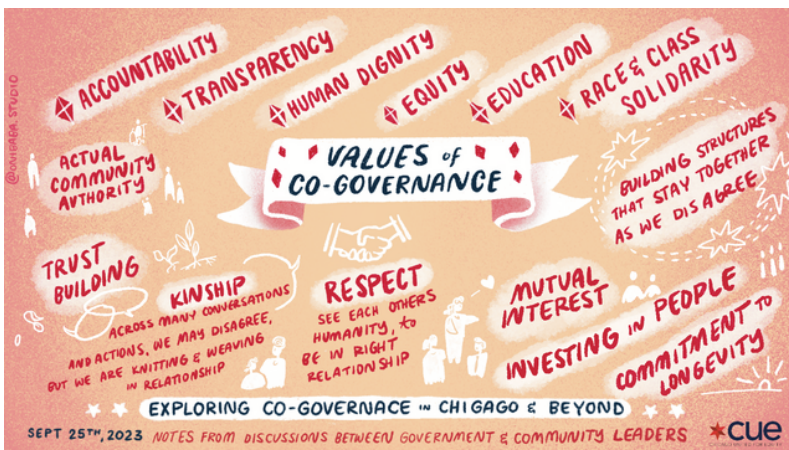 @UNIGABA.STUDIO
ACCOUNTABILITY
TRANSPARENCY
HUMAN DIGNITY
EQUITY
EDUCATION
RACE & CLASS
SOLIDARITY
VALUES OF
CO-GOVERNANCE
ACTUAL
COMMUNITY
AUTHORITY
BUILDING STRUCTURES
THAT STAY TOGETHER
AS WE DISAGREE
TRUST
BUILDING
KINSHIP
ACROSS MANY CONVERSATIONS
AND ACTIONS, WE MAY DISAGREE,
BUT WE ARE KNITTING & WEAVING
IN RELATIONSHIP
RESPECT
SEE EACH OTHERS
HUMANITY, to
BE IN RIGHT
RELATIONSHIP
MUTUAL
INTEREST
INVESTING IN PEOPLE
COMMITMENT TO
LONGEVITY
EXPLORING CO-GOVERNACE IN CHIGAGO & BEYOND
SEPT 25TH, 2023 NOTES FROM DISCUSSIONS BETWEEN GOVERNMENT & COMMUNITY LEADERS
cue